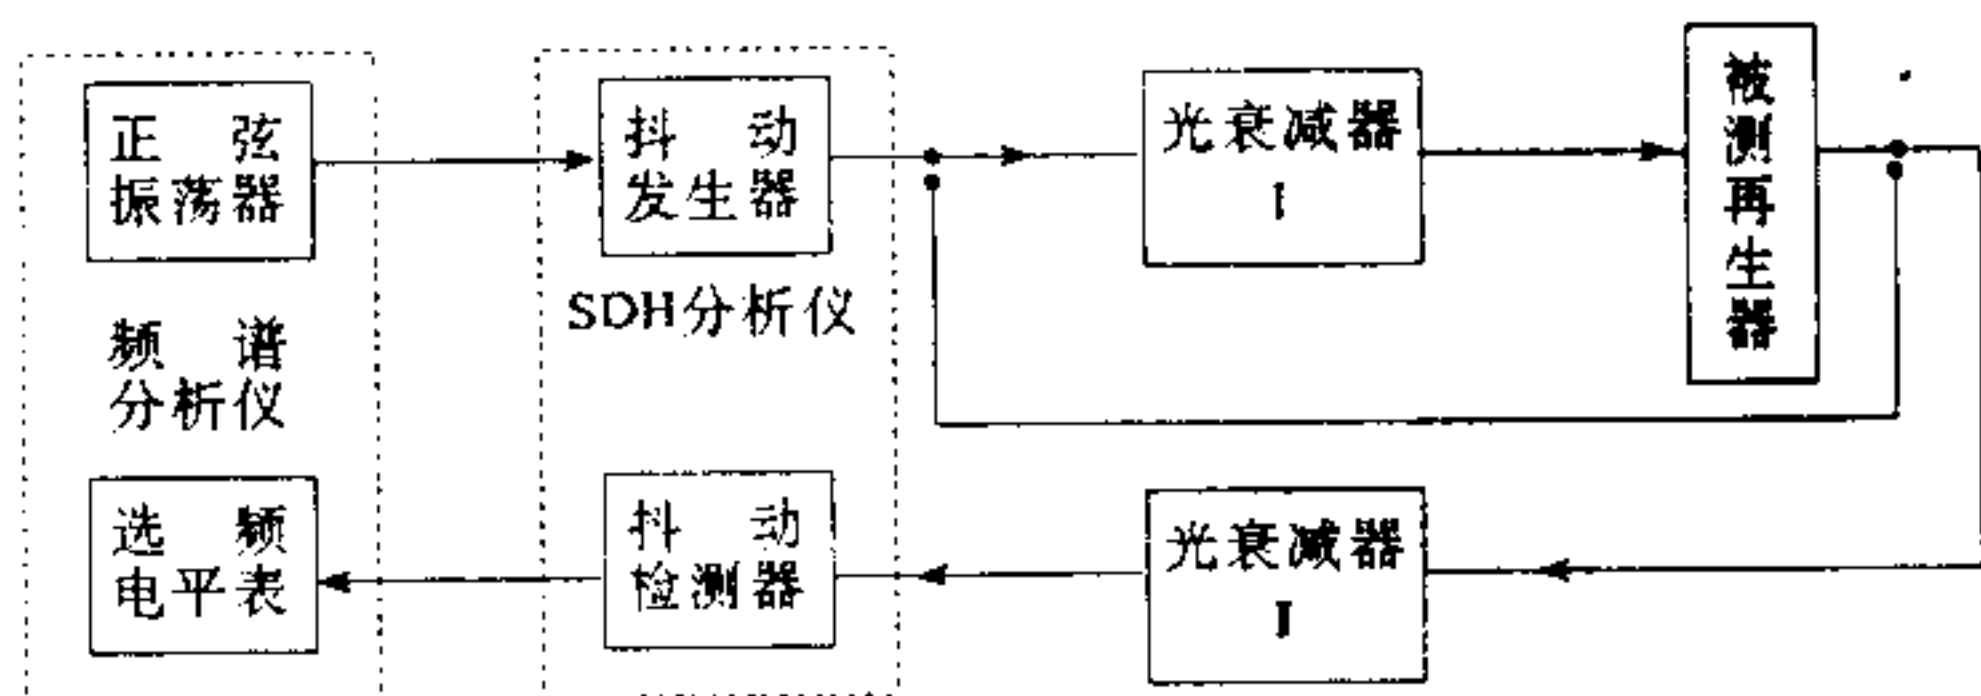 正弦
振荡器
抖动
发生器
光衰减器
I
被测再生器
SDH分析仪
频谱
分析仪
选频
电平表
抖动
检测器
光衰减器
II